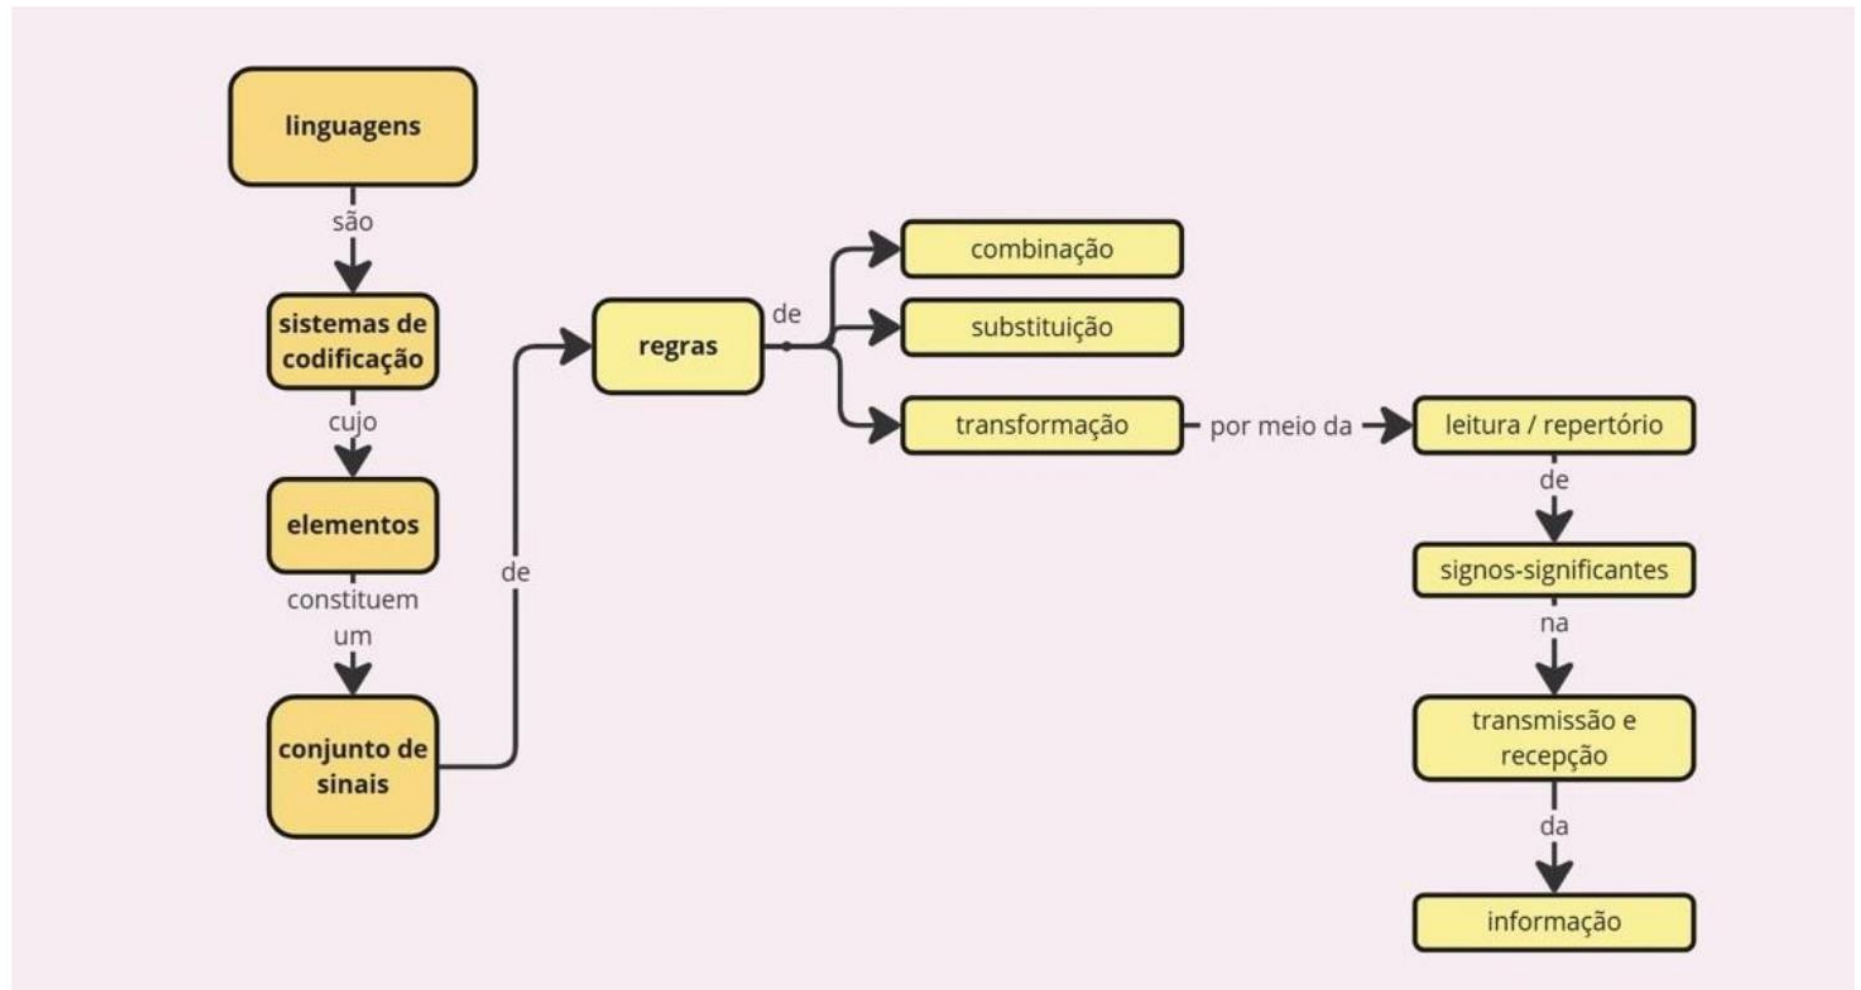 linguagens
são
sistemas de
codificação
cujo
elementos
constituem
um
conjunto de
sinais
de
regras
de
combinação
substituição
transformação
por meio da
leitura / repertório
de
signos-significantes
na
transmissão e
recepção
da
informação